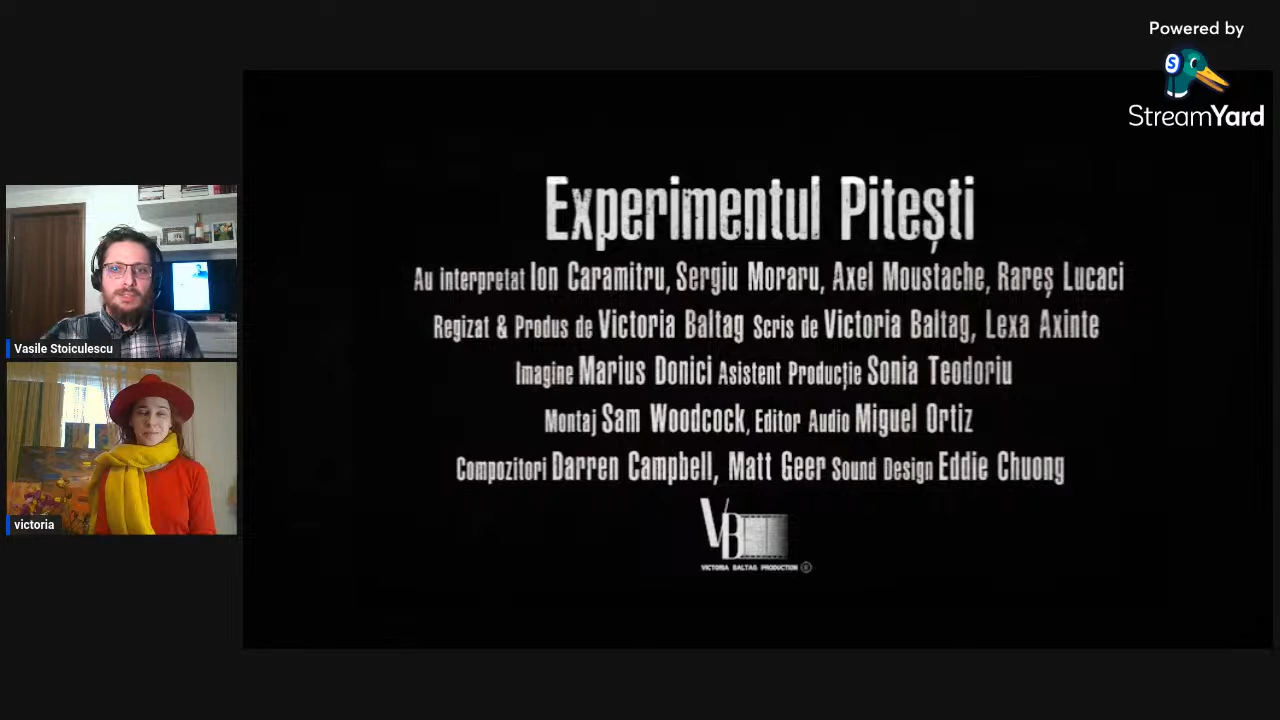 Powered by
StreamYard
Experimentul Pitești
Au interpretat Ion Caramitru, Sergiu Moraru, Axel Moustache, Rareș Lucaci
Regizat & Produs de Victoria Baltag Scris de Victoria Baltag, Lexa Axinte
Imagine Marius Donici Asistent Producție Sonia Teodoriu
Montaj Sam Woodcock, Editor Audio Miguel Ortiz
Compozitori Darren Campbell, Matt Geer Sound Design Eddie Chuong
VB
VICTORIA BALTAG PRODUCTION
Vasile Stoiculescu
victoria